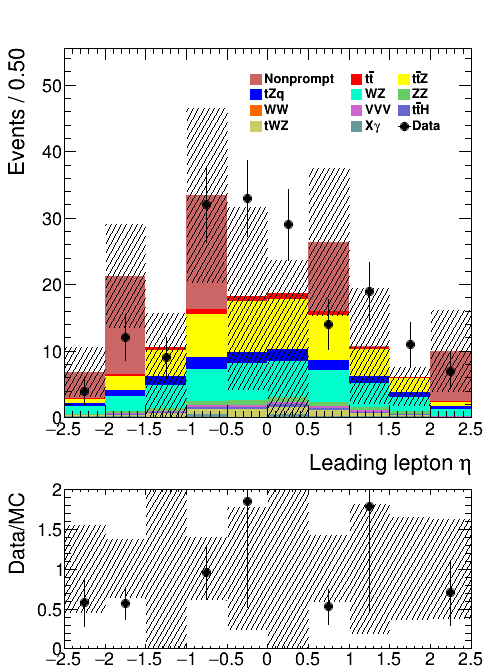 Events / 0.50
50
40
30
20
10
0
Nonprompt tt̄ tt̄Z
tZq WZ ZZ
WW VVV tt̄H
tWZ Xγ Data
−2.5 −2 −1.5 −1 −0.5 0 0.5 1 1.5 2 2.5
Leading lepton η
Data/MC
2
1.5
1
0.5
0
−2.5 −2 −1.5 −1 −0.5 0 0.5 1 1.5 2 2.5